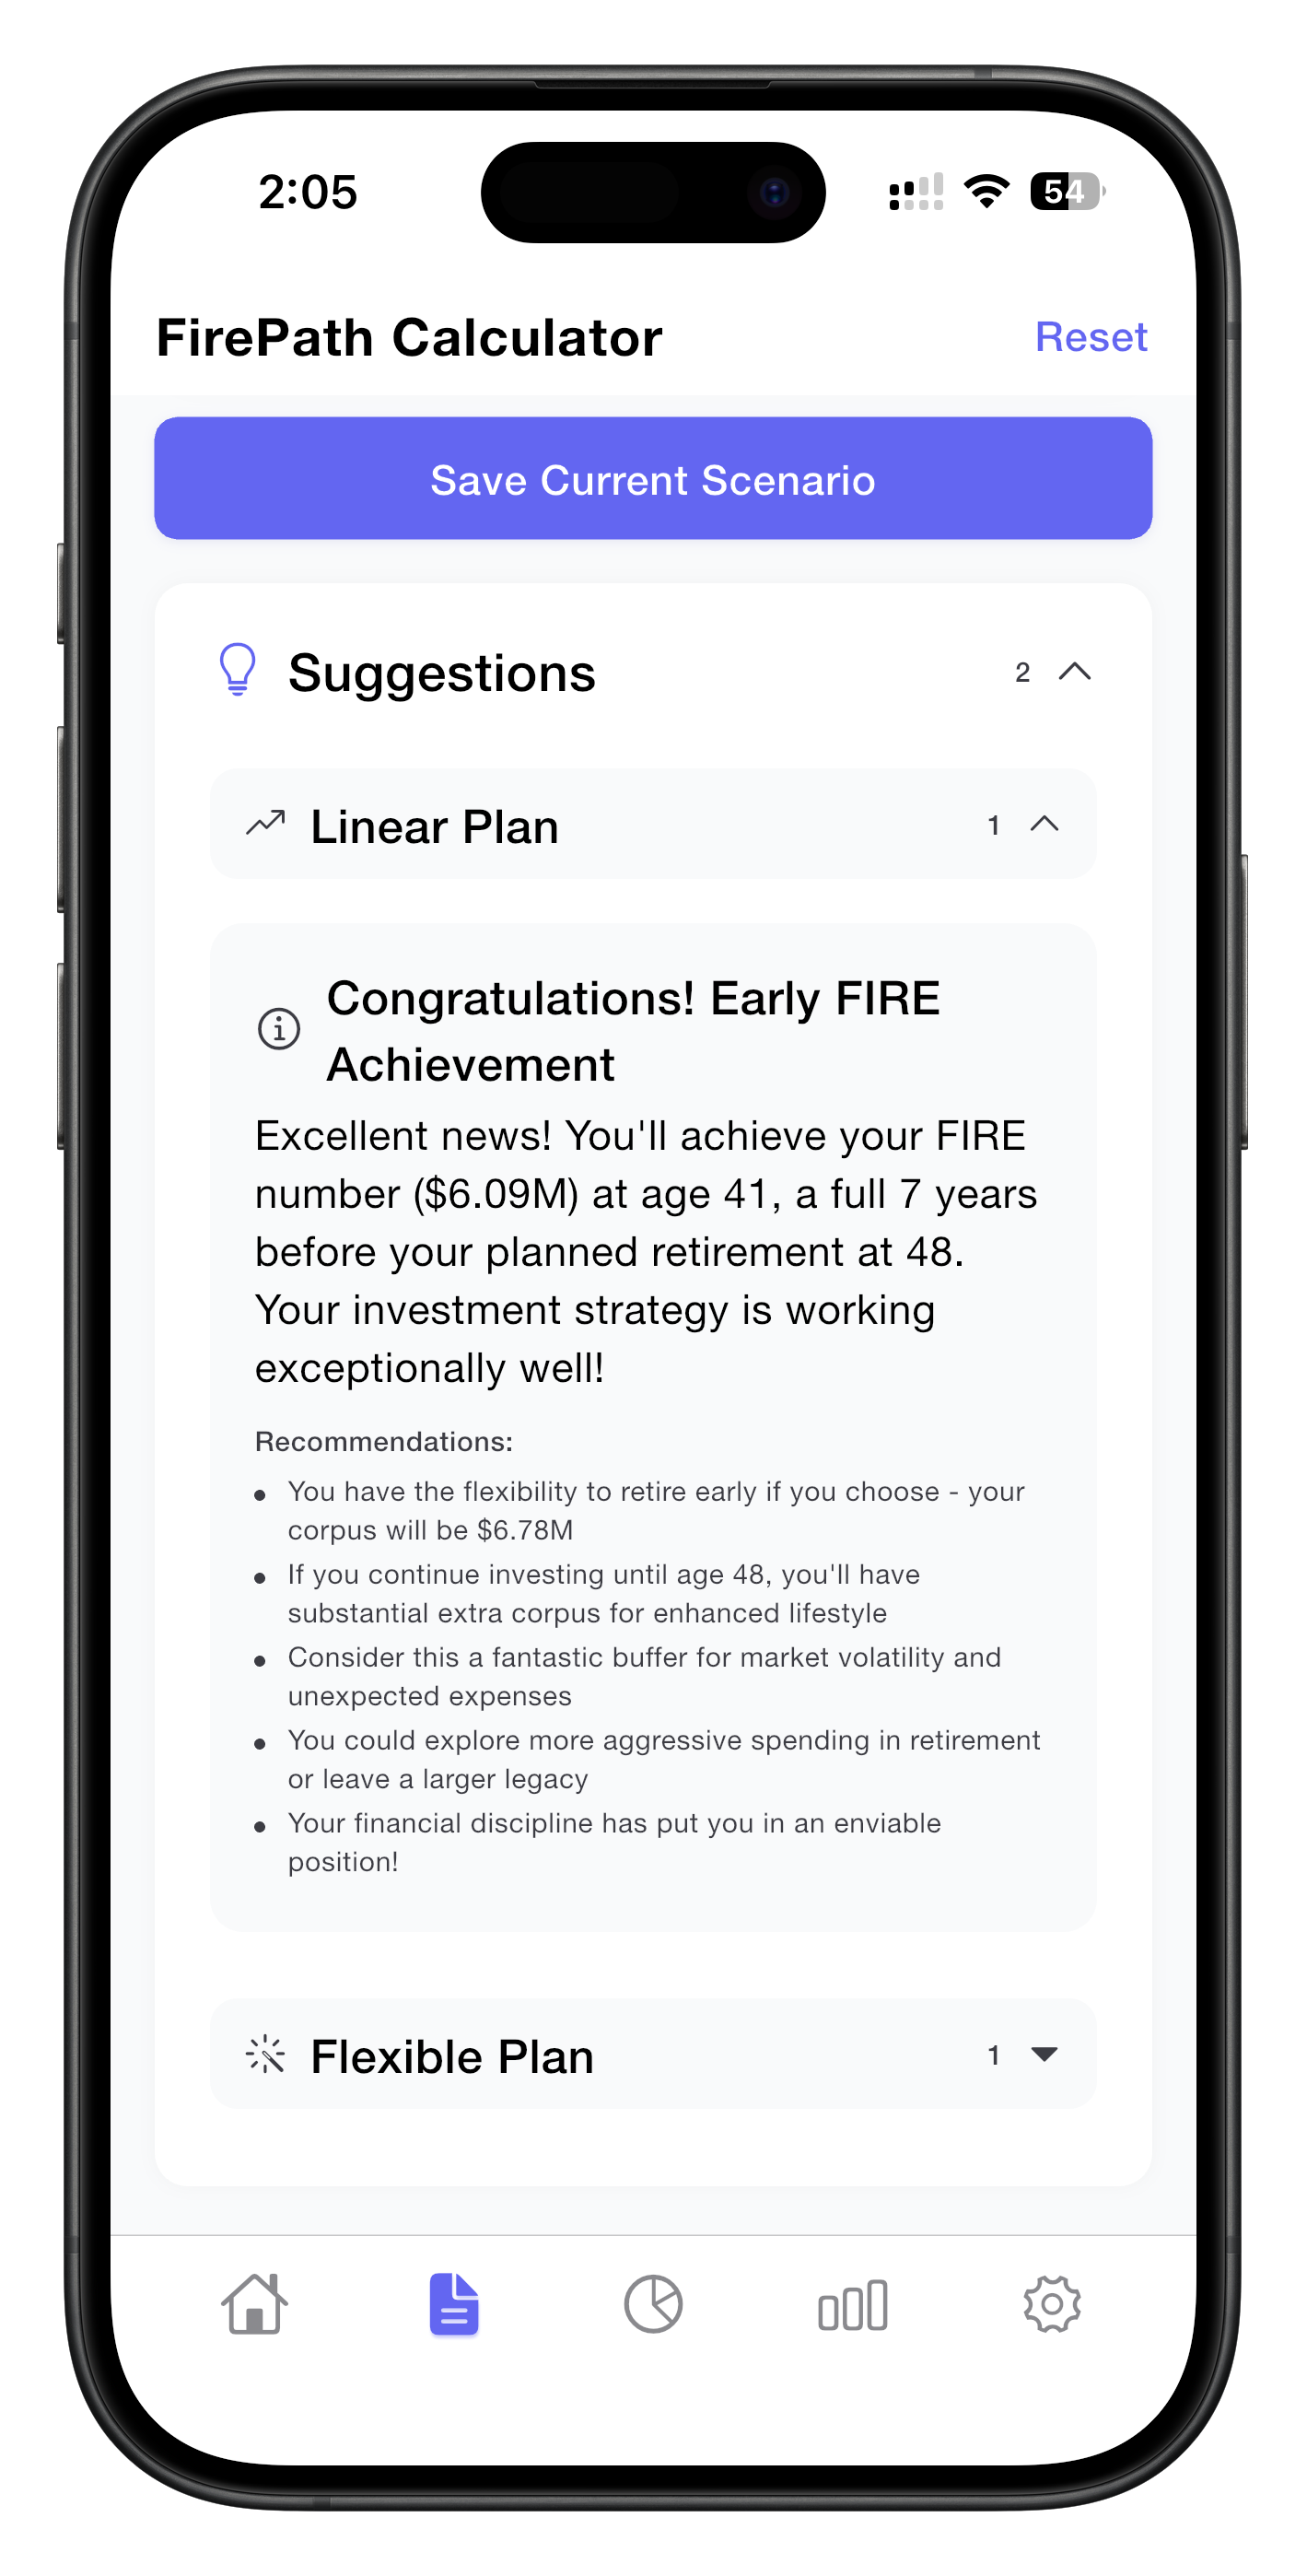 2:05
54
FirePath Calculator
Reset
Save Current Scenario
Suggestions
2
Linear Plan
1
Congratulations! Early FIRE
Achievement
Excellent news! You'll achieve your FIRE
number ($6.09M) at age 41, a full 7 years
before your planned retirement at 48.
Your investment strategy is working
exceptionally well!
Recommendations:
• You have the flexibility to retire early if you choose - your
corpus will be $6.78M
• If you continue investing until age 48, you'll have
substantial extra corpus for enhanced lifestyle
• Consider this a fantastic buffer for market volatility and
unexpected expenses
• You could explore more aggressive spending in retirement
or leave a larger legacy
• Your financial discipline has put you in an enviable
position!
Flexible Plan
1